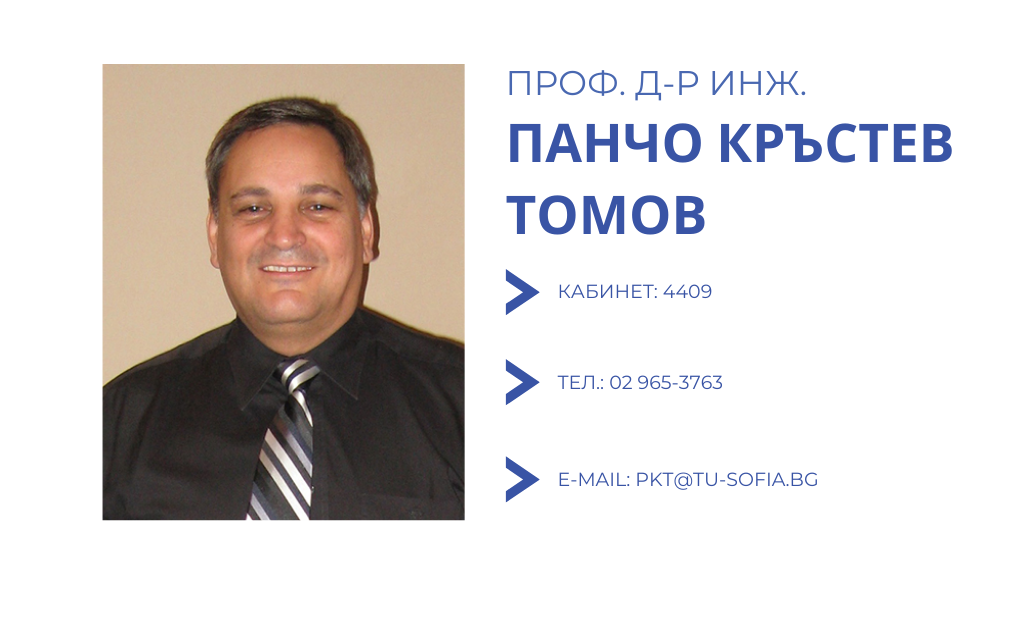 ПРОФ. Д-Р ИНЖ.
ПАНЧО КРЪСТЕВ
ТОМОВ
КАБИНЕТ: 4409
ТЕЛ.: 02 965-3763
E-MAIL: PKT@TU-SOFIA.BG